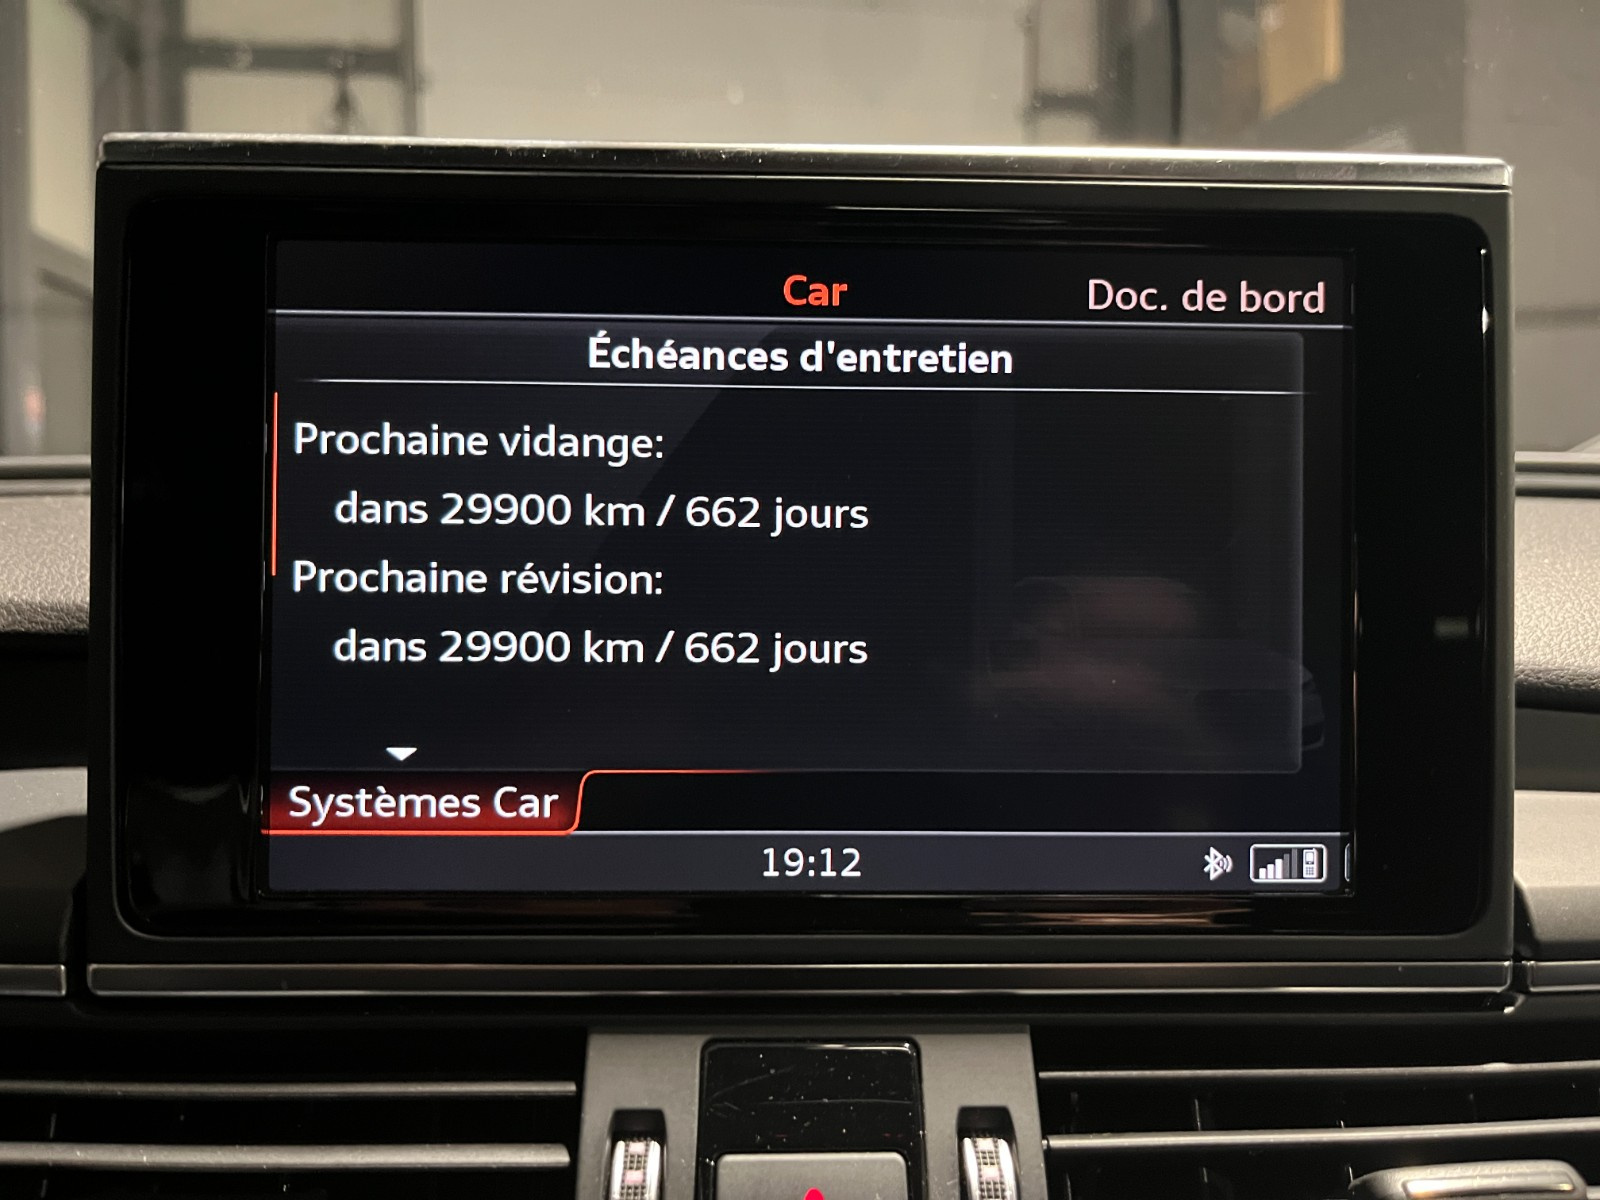 Car
Doc. de bord
Échéances d'entretien
Prochaine vidange:
dans 29900 km / 662 jours
Prochaine révision:
dans 29900 km / 662 jours
Systèmes Car
19:12